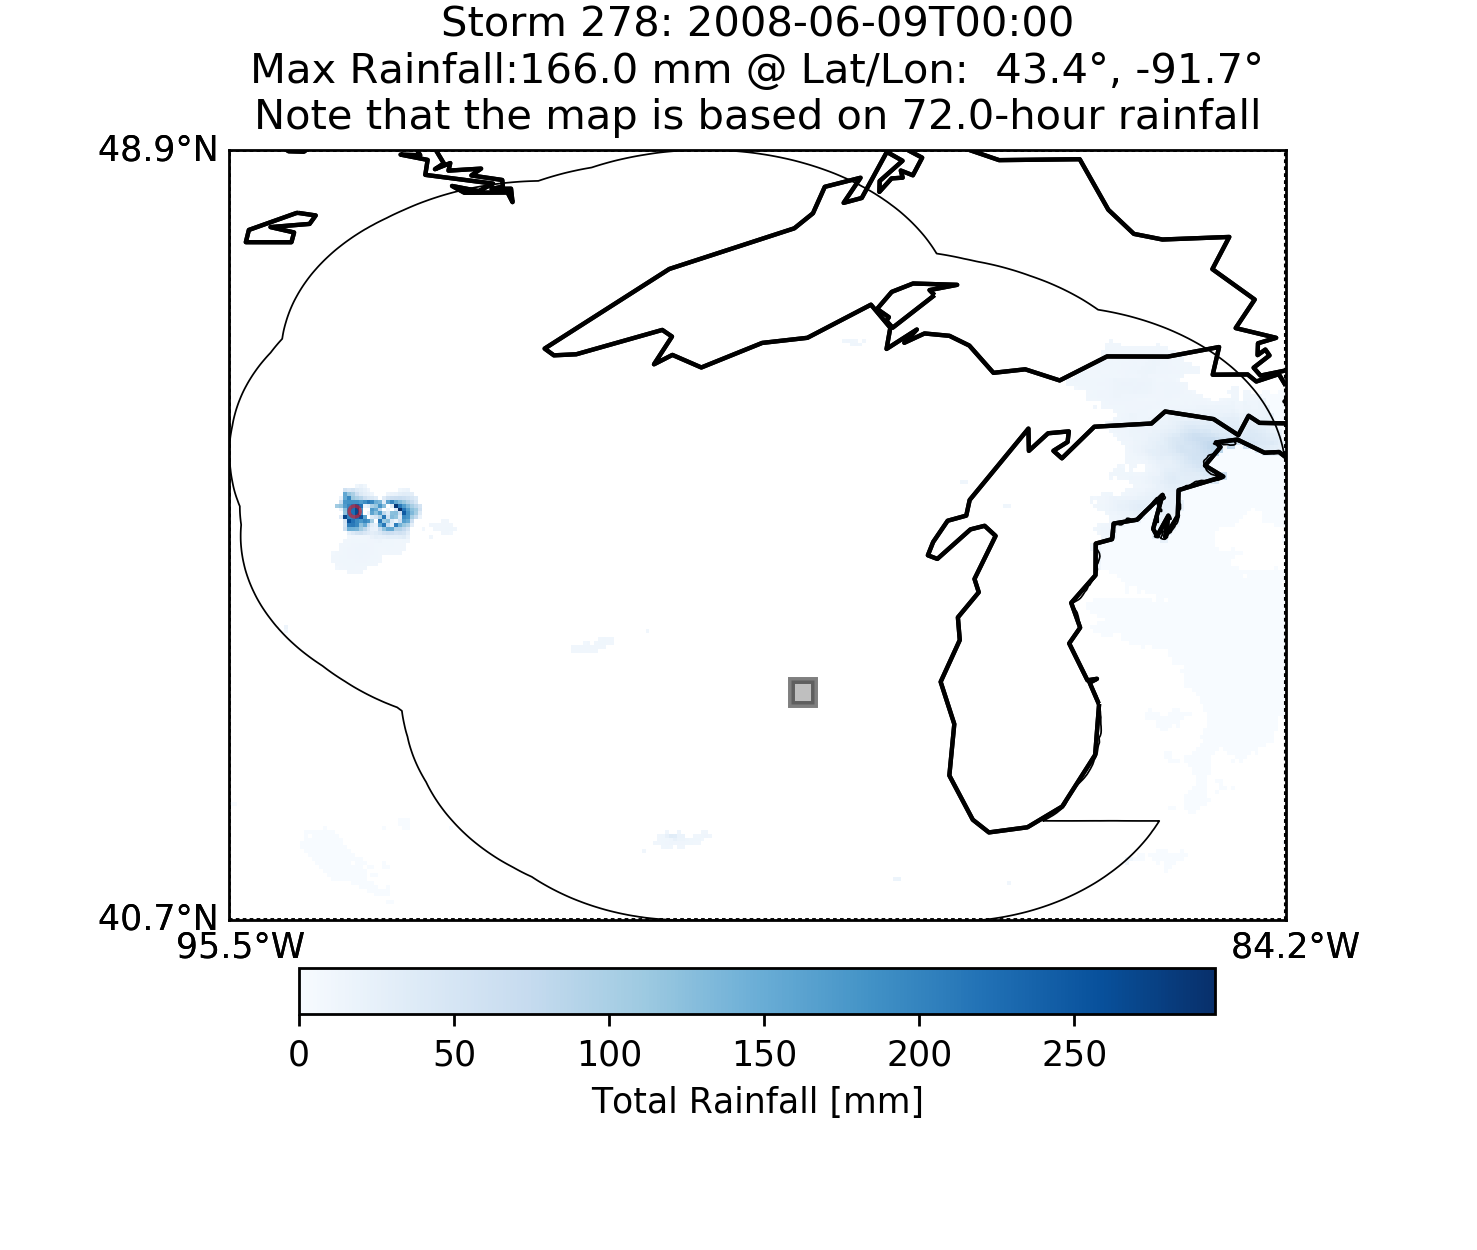 Storm 278: 2008-06-09T00:00
Max Rainfall:166.0 mm @ Lat/Lon:  43.4°, -91.7°
Note that the map is based on 72.0-hour rainfall
48.9°N
40.7°N
95.5°W 84.2°W
0 50 100 150 200 250
Total Rainfall [mm]